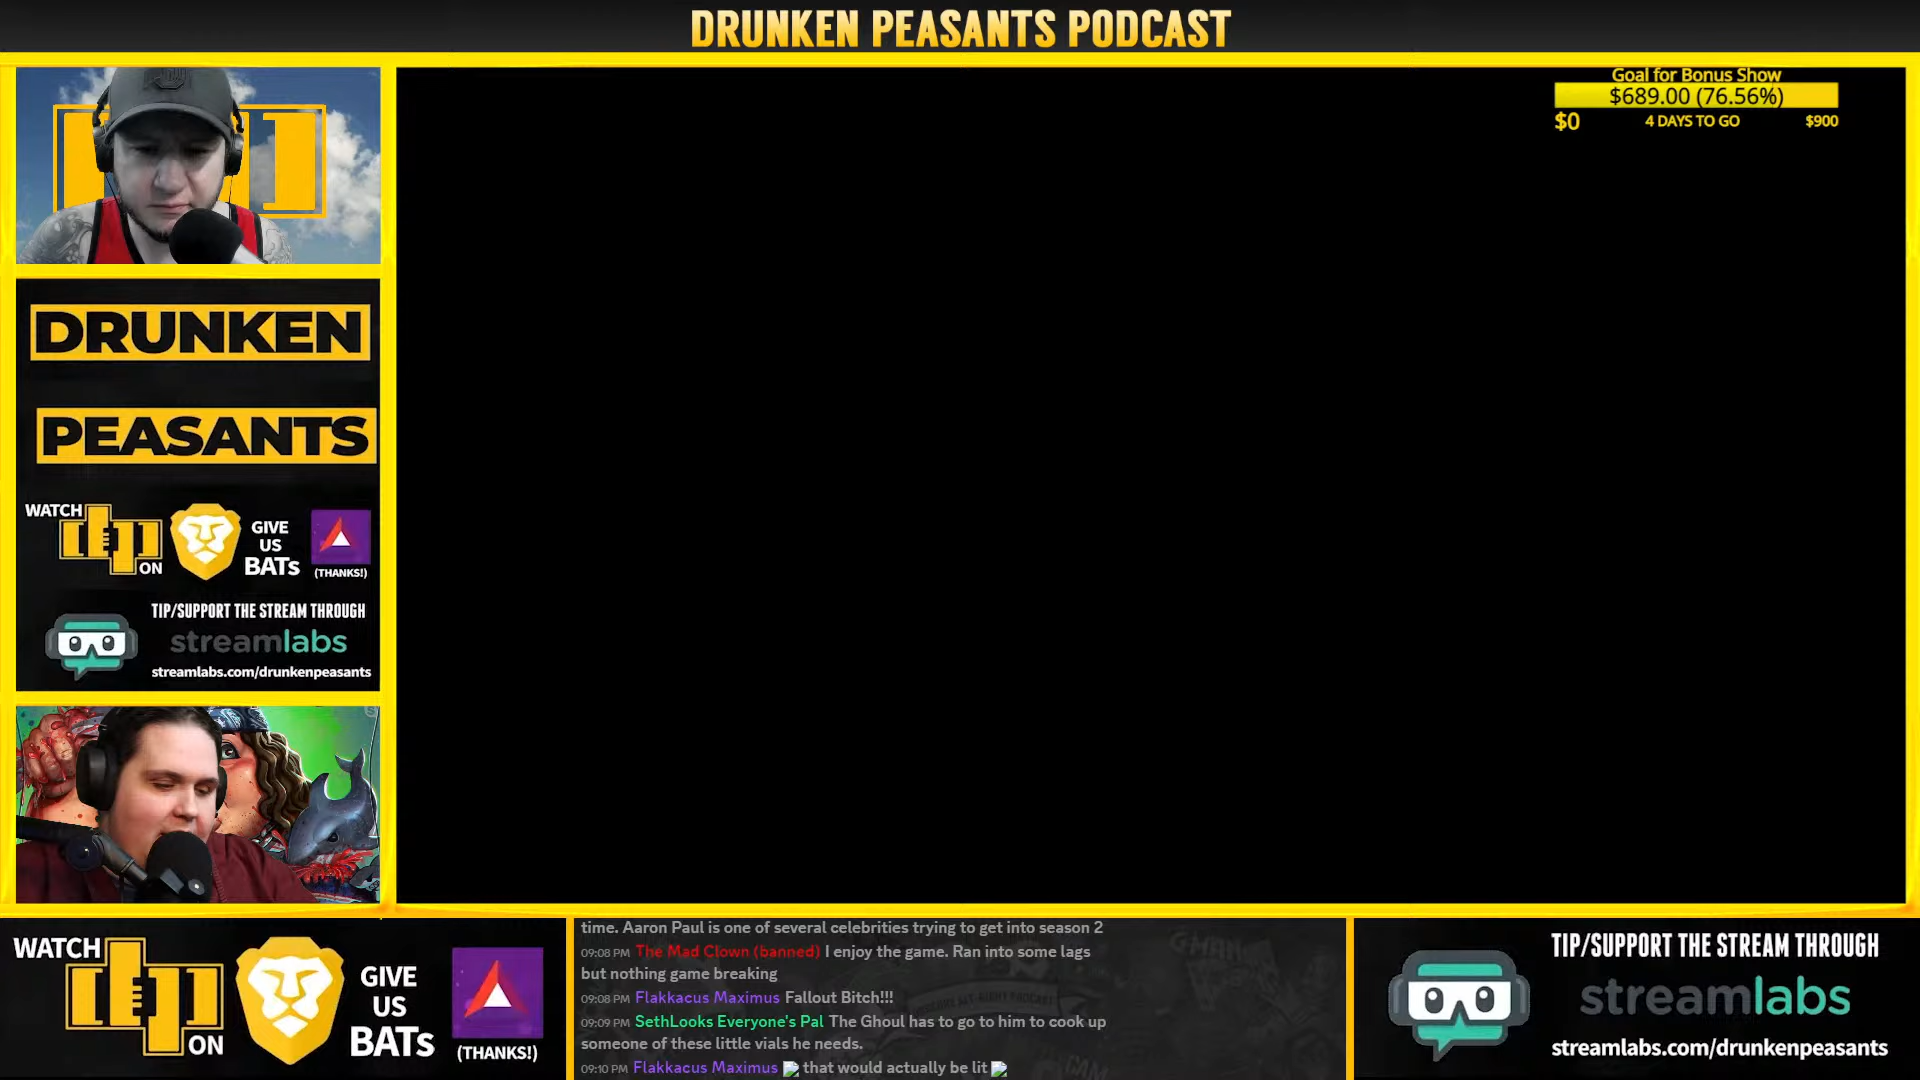 DRUNKEN PEASANTS PODCAST
Goal for Bonus Show
$689.00 (76.56%)
$0 4 DAYS TO GO $900
DRUNKEN
PEASANTS
WATCH
ON
GIVE
US
BATs
(THANKS!)
TIP/SUPPORT THE STREAM THROUGH
streamlabs
streamlabs.com/drunkenpeasants
WATCH
ON
GIVE
US
BATs
(THANKS!)
time. Aaron Paul is one of several celebrities trying to get into season 2
09:08 PM The Mad Clown (banned) I enjoy the game. Ran into some lags
but nothing game breaking
09:08 PM Flakkacus Maximus Fallout Bitch!!!
09:09 PM SethLooks Everyone's Pal The Ghoul has to go to him to cook up
someone of these little vials he needs.
09:10 PM Flakkacus Maximus that would actually be lit
TIP/SUPPORT THE STREAM THROUGH
streamlabs
streamlabs.com/drunkenpeasants